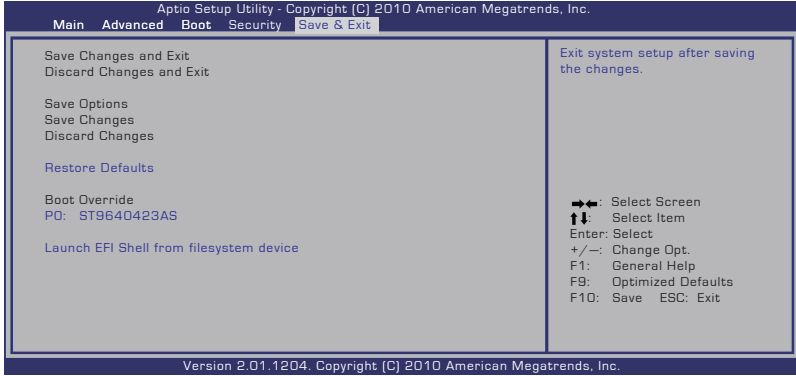 Aptio Setup Utility - Copyright (C) 2010 American Megatrends, Inc.
Main Advanced Boot Security Save & Exit
Save Changes and Exit
Discard Changes and Exit
Save Options
Save Changes
Discard Changes
Restore Defaults
Boot Override
P0: ST9640423AS
Launch EFI Shell from filesystem device
Exit system setup after saving
the changes.
→←: Select Screen
↑↓: Select Item
Enter: Select
+/—: Change Opt.
F1: General Help
F9: Optimized Defaults
F10: Save ESC: Exit
Version 2.01.1204. Copyright (C) 2010 American Megatrends, Inc.